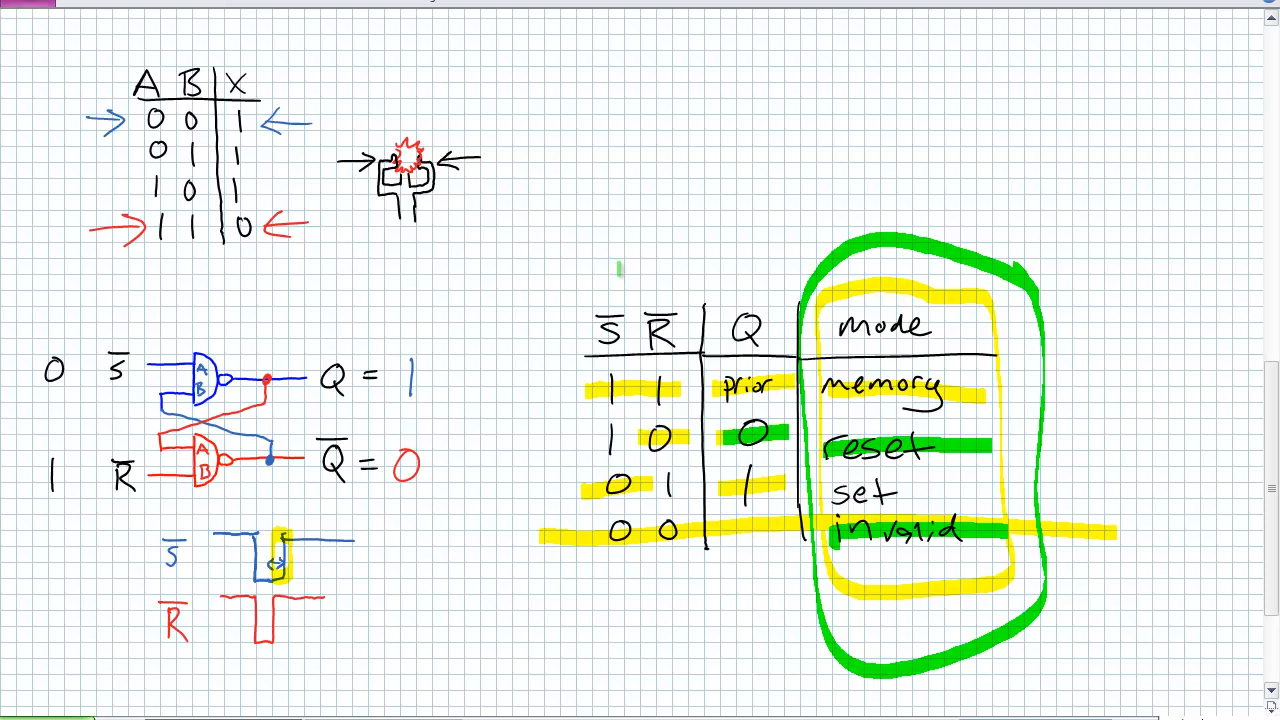 A B X
0 0 1
0 1 1
1 0 1
1 1 0
S̅ R̅ Q mode
1 1 prior memory
1 0 0 reset
0 1 1 set
0 0 invalid
0 S̅ A B Q = 1
1 R̅ A B Q̅ = 0
S̅
R̅